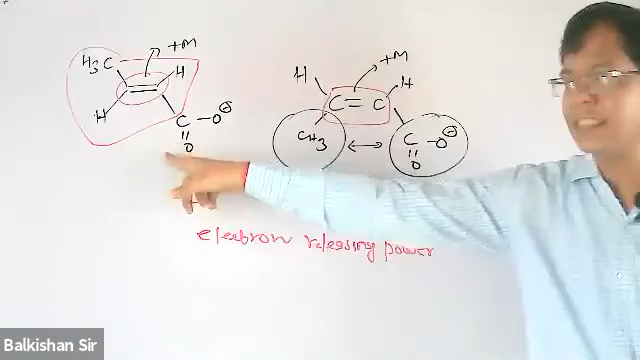 +M
H3C
H
H
C - O ⊖
||
O
+M
H
H
C = C
CH3
C - O ⊖
||
O
electron releasing power
Balkishan Sir